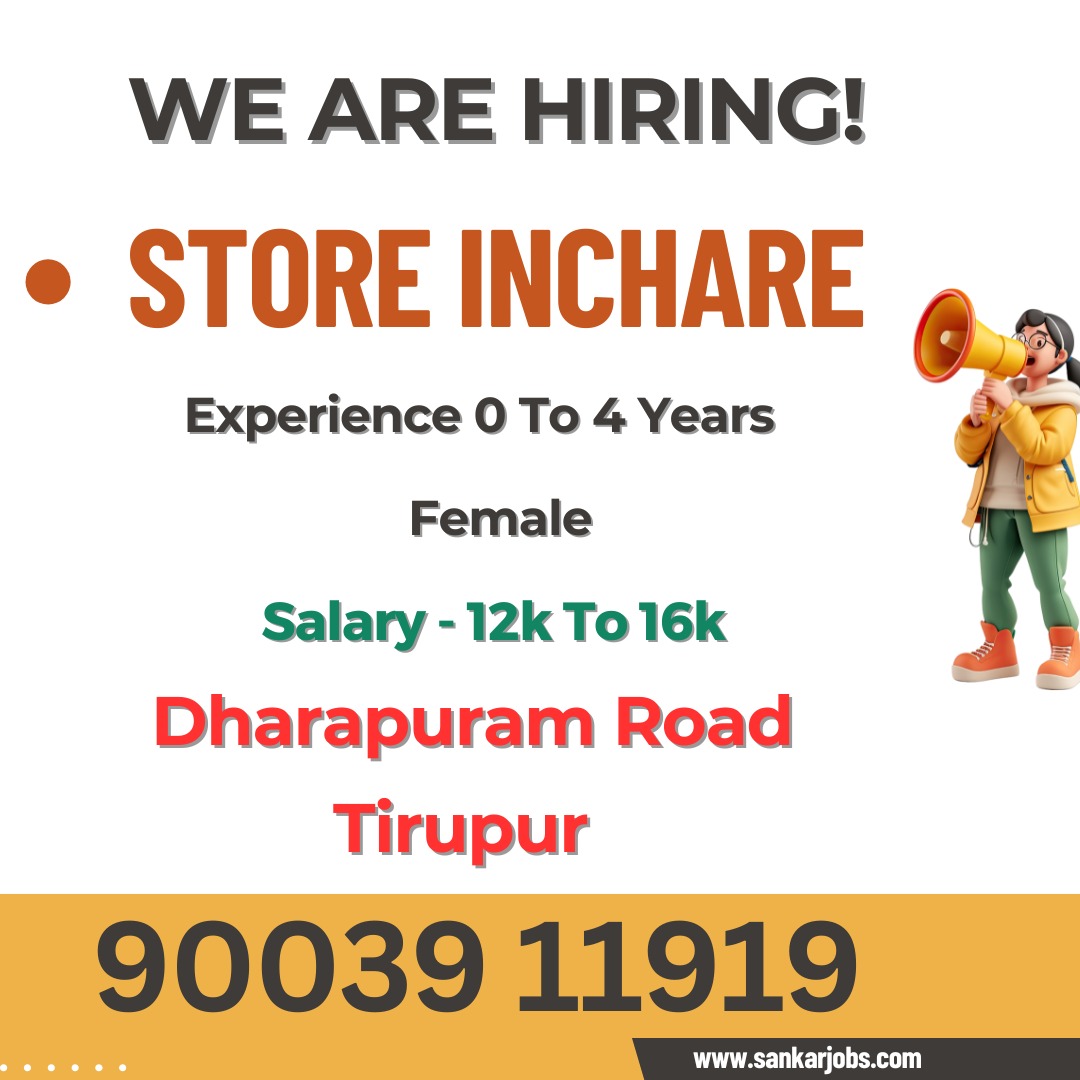 WE ARE HIRING!
• STORE INCHARE
Experience 0 To 4 Years
Female
Salary - 12k To 16k
Dharapuram Road
Tirupur
90039 11919
www.sankarjobs.com